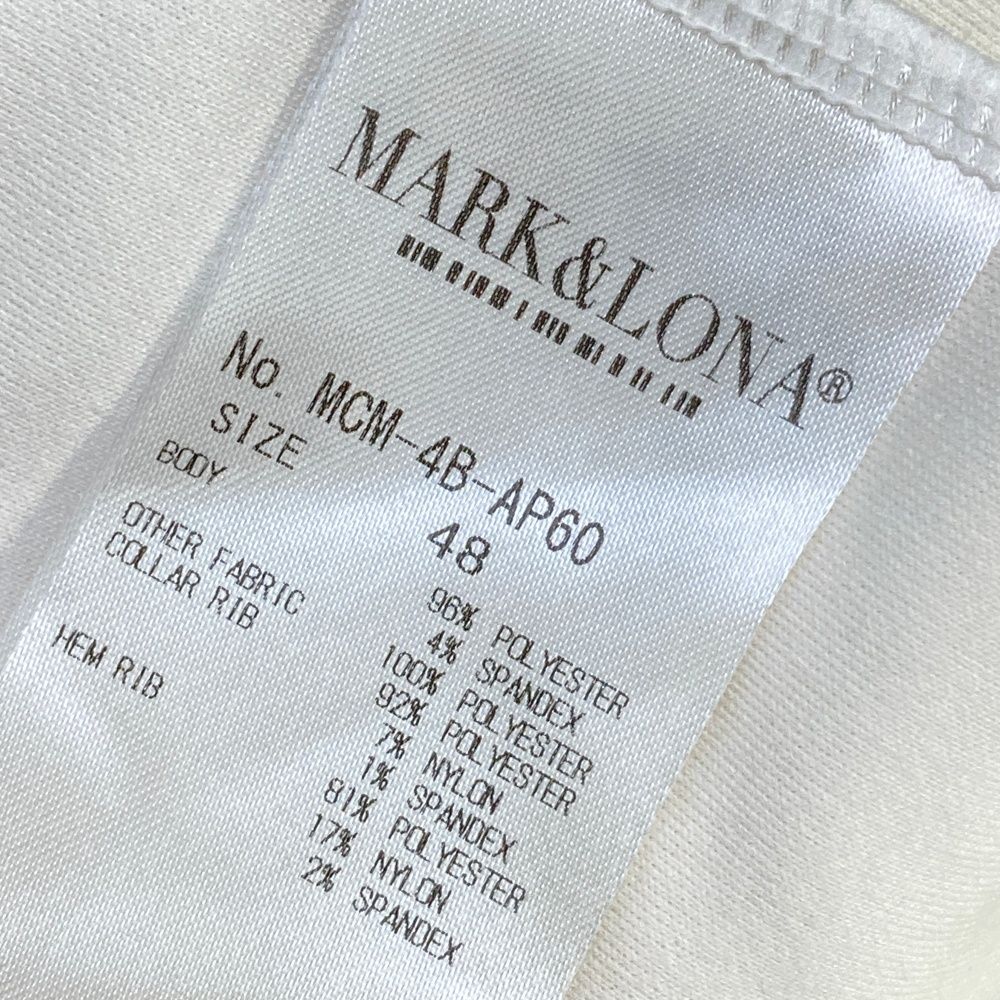 MARK&LONA®
No. MCM-4B-AP60
SIZE 48
BODY 96% POLYESTER
4% SPANDEX
OTHER FABRIC 100% POLYESTER
COLLAR RIB 92% POLYESTER
7% NYLON
1% SPANDEX
HEM RIB 81% POLYESTER
17% NYLON
2% SPANDEX